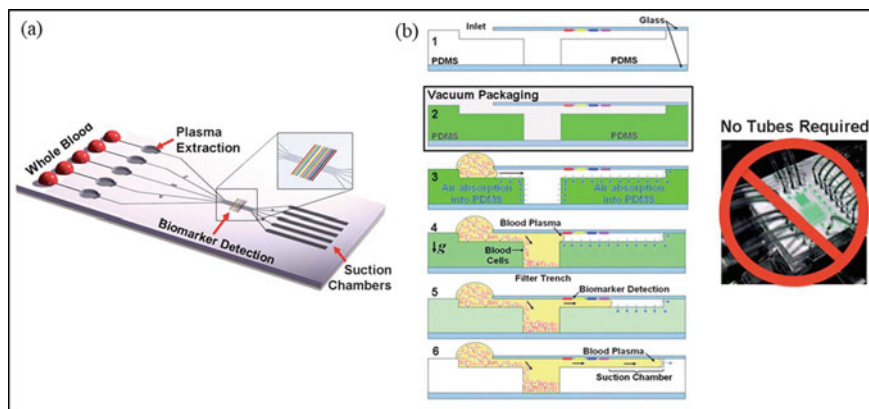 (a)
Whole Blood
Plasma
Extraction
Biomarker Detection
Suction
Chambers
(b)
1
Inlet
Glass
PDMS
PDMS
Vacuum Packaging
2
PDMS
PDMS
3
Air absorption
into PDMS
Air absorption
into PDMS
4
Blood Plasma
g
Blood
Cells
Filter Trench
5
Biomarker Detection
6
Blood Plasma
Suction Chamber
No Tubes Required